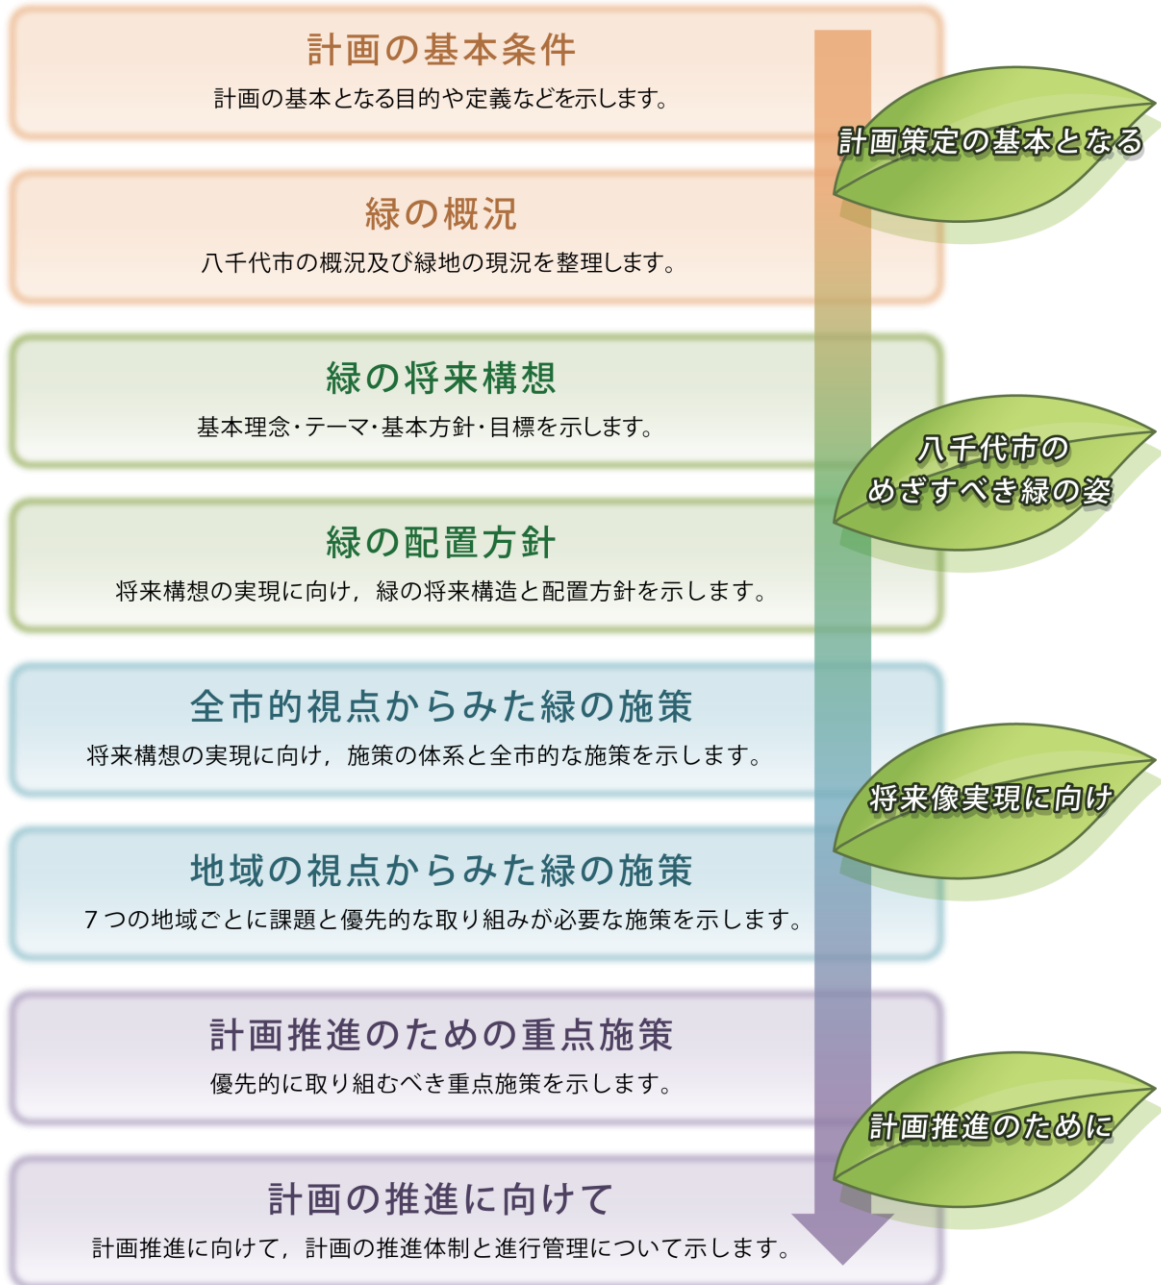 計画の基本条件
計画の基本となる目的や定義などを示します。
計画策定の基本となる
緑の概況
八千代市の概況及び緑地の現況を整理します。
緑の将来構想
基本理念・テーマ・基本方針・目標を示します。
八千代市の
めざすべき緑の姿
緑の配置方針
将来構想の実現に向け，緑の将来構造と配置方針を示します。
全市的視点からみた緑の施策
将来構想の実現に向け，施策の体系と全市的な施策を示します。
将来像実現に向け
地域の視点からみた緑の施策
7 つの地域ごとに課題と優先的な取り組みが必要な施策を示します。
計画推進のための重点施策
優先的に取り組むべき重点施策を示します。
計画推進のために
計画の推進に向けて
計画推進に向けて，計画の推進体制と進行管理について示します。